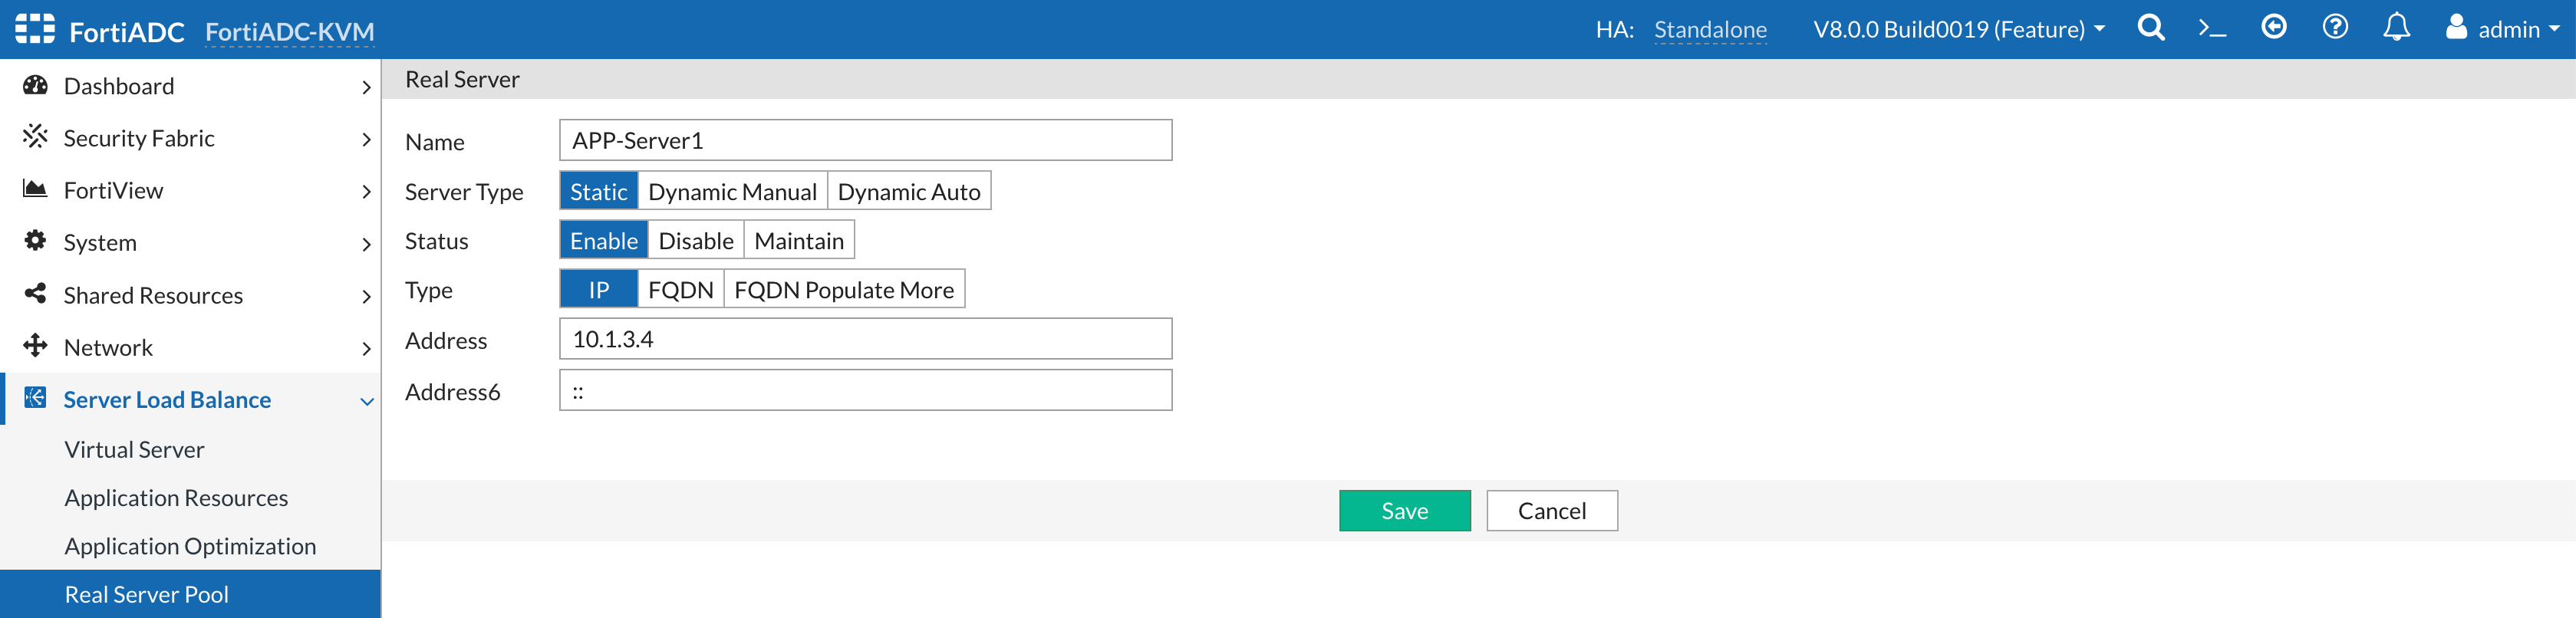 FortiADC FortiADC-KVM HA: Standalone V8.0.0 Build0019 (Feature) admin
Dashboard
Security Fabric
FortiView
System
Shared Resources
Network
Server Load Balance
Virtual Server
Application Resources
Application Optimization
Real Server Pool
Real Server
Name APP-Server1
Server Type Static Dynamic Manual Dynamic Auto
Status Enable Disable Maintain
Type IP FQDN FQDN Populate More
Address 10.1.3.4
Address6 ::
Save Cancel